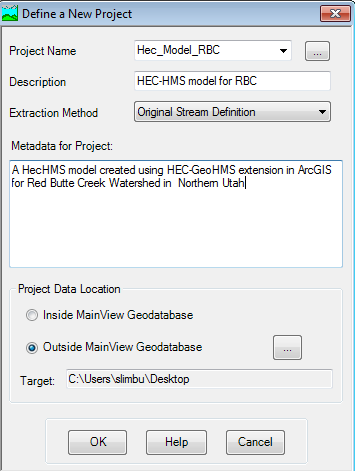 Define a New Project
Project Name Hec_Model_RBC ...
Description HEC-HMS model for RBC
Extraction Method Original Stream Definition
Metadata for Project:
A HecHMS model created using HEC-GeoHMS extension in ArcGIS
for Red Butte Creek Watershed in Northern Utah
Project Data Location
Inside MainView Geodatabase
Outside MainView Geodatabase ...
Target: C:\Users\slimbu\Desktop
OK Help Cancel